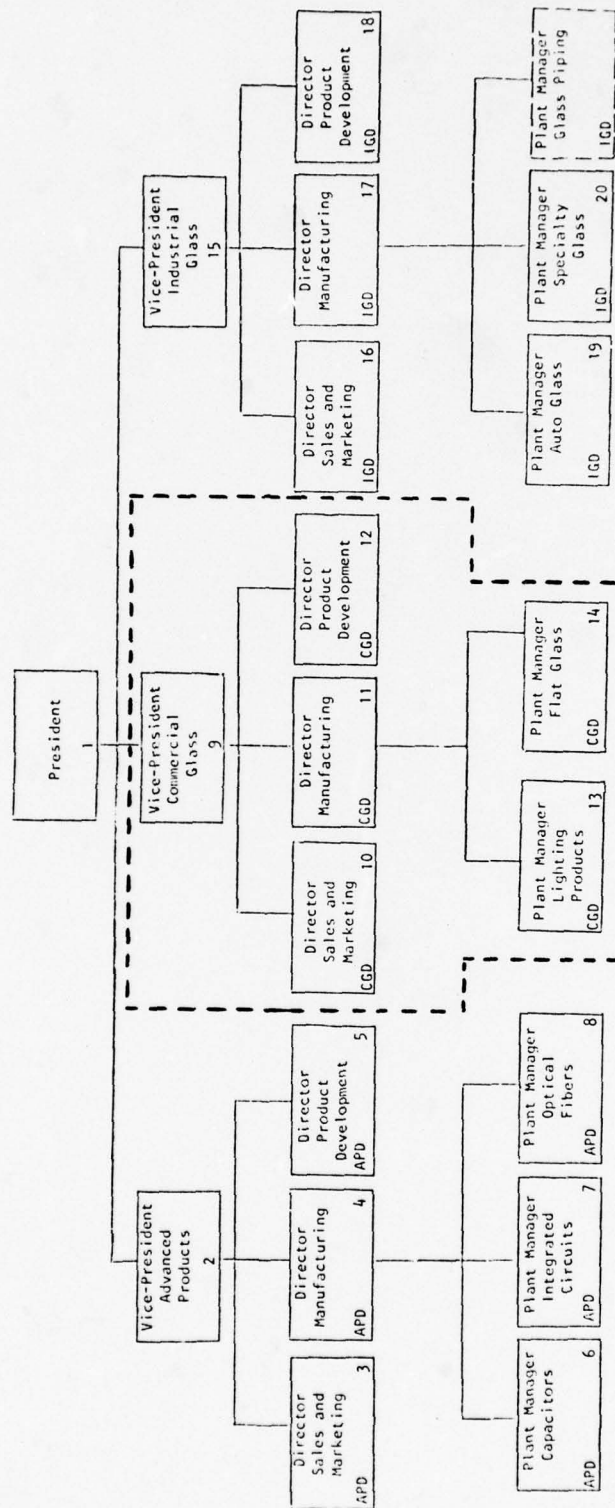 President
1
Vice-President
Advanced
Products
2
Vice-President
Commercial
Glass
9
Vice-President
Industrial
Glass
15
Director
Sales and
Marketing
APD 3
Director
Manufacturing
APD 4
Director
Product
Development
APD 5
Director
Sales and
Marketing
CGD 10
Director
Manufacturing
CGD 11
Director
Product
Development
CGD 12
Director
Sales and
Marketing
IGD 16
Director
Manufacturing
IGD 17
Director
Product
Development
IGD 18
Plant Manager
Capacitors
APD 6
Plant Manager
Integrated
Circuits
APD 7
Plant Manager
Optical
Fibers
APD 8
Plant Manager
Lighting
Products
CGD 13
Plant Manager
Flat Glass
CGD 14
Plant Manager
Auto Glass
IGD 19
Plant Manager
Specialty
Glass
IGD 20
Plant Manager
Glass Piping
IGD